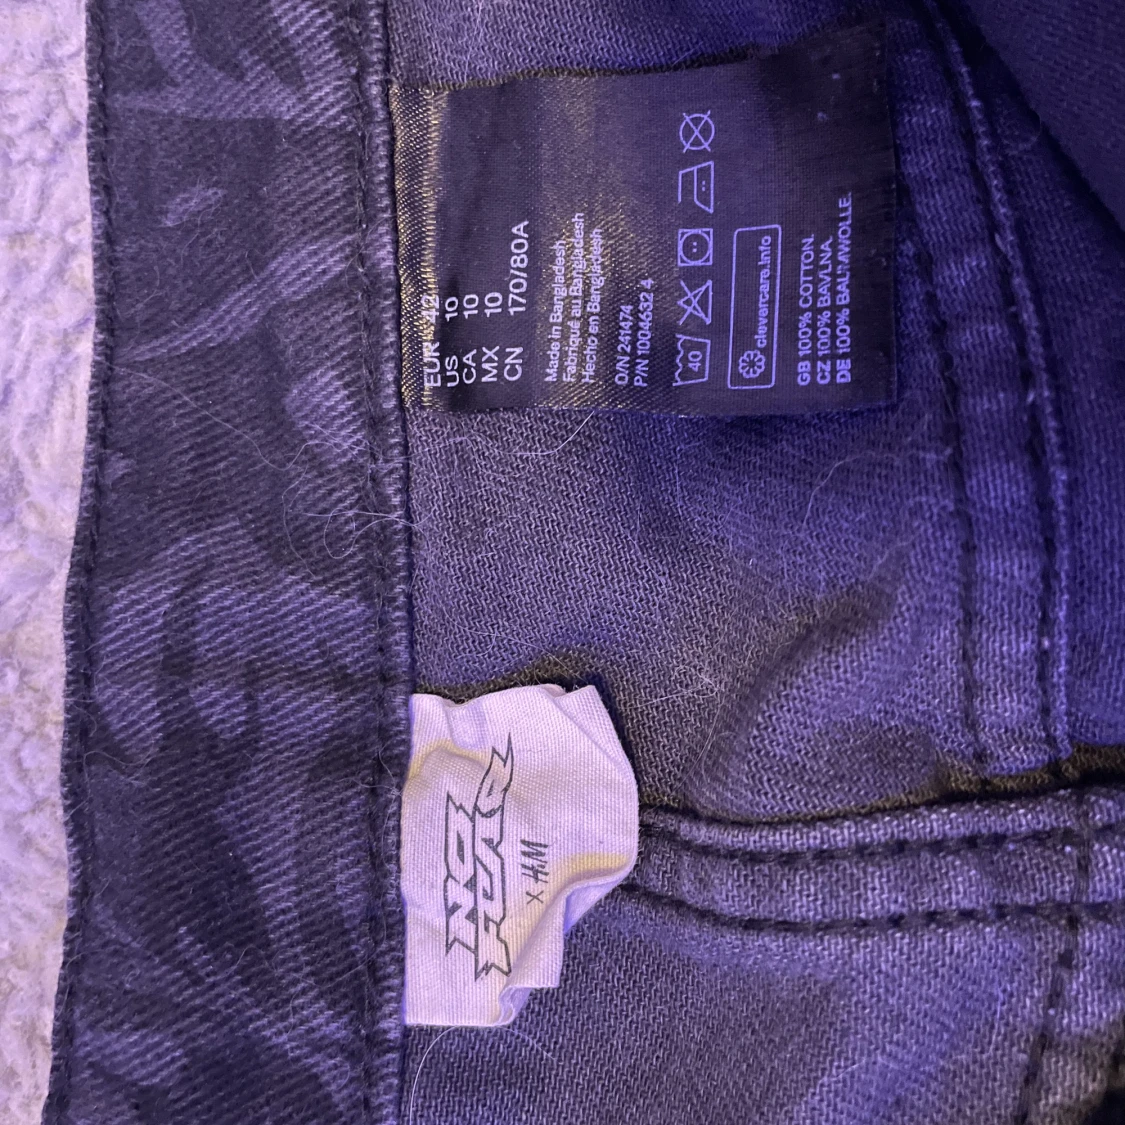 EUR 42
US 10
CA 10
MX 10
CN 170/80A
Made in Bangladesh
Fabriqué au Bangladesh
Hecho en Bangladesh
O/N 241474
P/N 1004632 4
40
clevercare.info
GB 100% COTTON.
CZ 100% BAVLNA.
DE 100% BAUMWOLLE.
NO
FEAR
x H&M